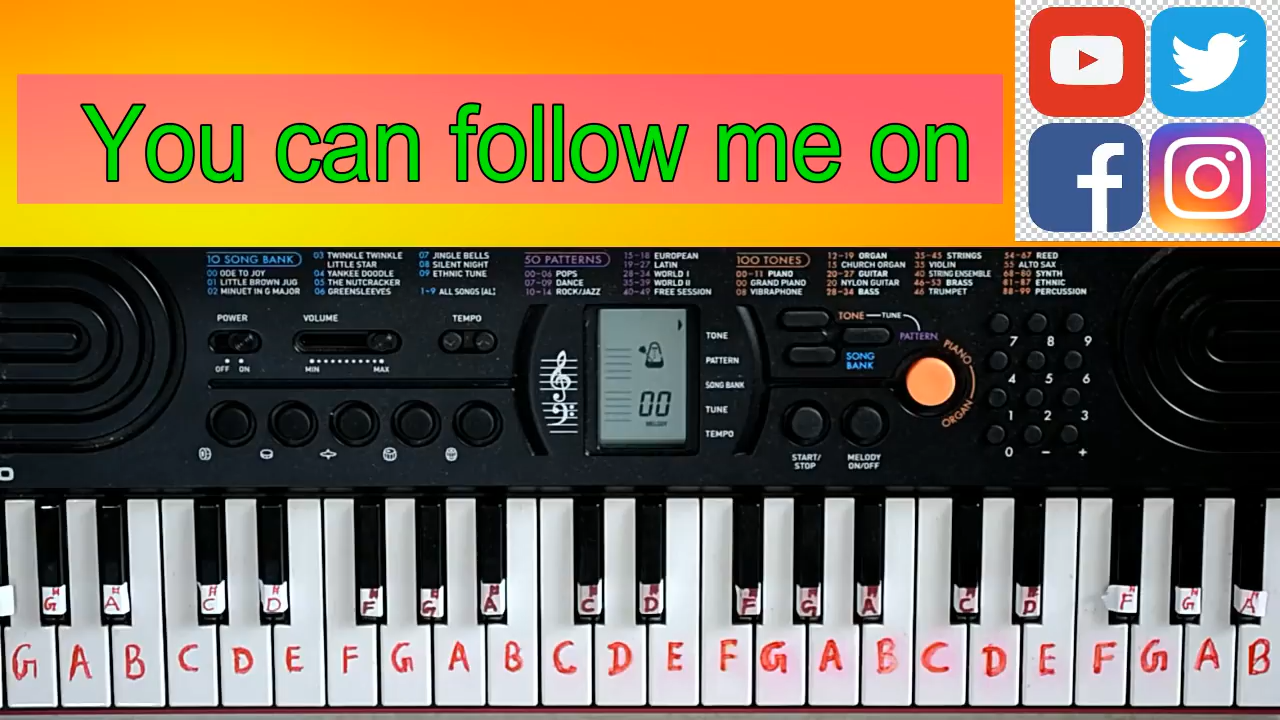 You can follow me on
10 SONG BANK
00 ODE TO JOY
01 LITTLE BROWN JUG
02 MINUET IN G MAJOR
03 TWINKLE TWINKLE
LITTLE STAR
04 YANKEE DOODLE
05 THE NUTCRACKER
06 GREENSLEEVES
07 JINGLE BELLS
08 SILENT NIGHT
09 ETHNIC TUNE
1-9 ALL SONGS [AL]
50 PATTERNS
00-06 POPS
07-09 DANCE
10-14 ROCK/JAZZ
15-18 EUROPEAN
19-27 LATIN
28-34 WORLD I
35-39 WORLD II
40-49 FREE SESSION
100 TONES
00-11 PIANO
00 GRAND PIANO
08 VIBRAPHONE
12-19 ORGAN
15 CHURCH ORGAN
20-27 GUITAR
20 NYLON GUITAR
28-34 BASS
35-45 STRINGS
35 VIOLIN
40 STRING ENSEMBLE
46-53 BRASS
46 TRUMPET
54-67 REED
55 ALTO SAX
68-80 SYNTH
81-87 ETHNIC
88-99 PERCUSSION
POWER
OFF ON
VOLUME
MIN MAX
TEMPO
00
MELODY
TONE
PATTERN
SONG BANK
TUNE
TEMPO
TONE TUNE
PATTERN
SONG
BANK
PIANO
ORGAN
START/
STOP
MELODY
ON/OFF
7 8 9
4 5 6
1 2 3
0 - +
G# A# C# D# F# G# A# C# D# F# G# A# C# D# F# G# A#
G A B C D E F G A B C D E F G A B C D E F G A B